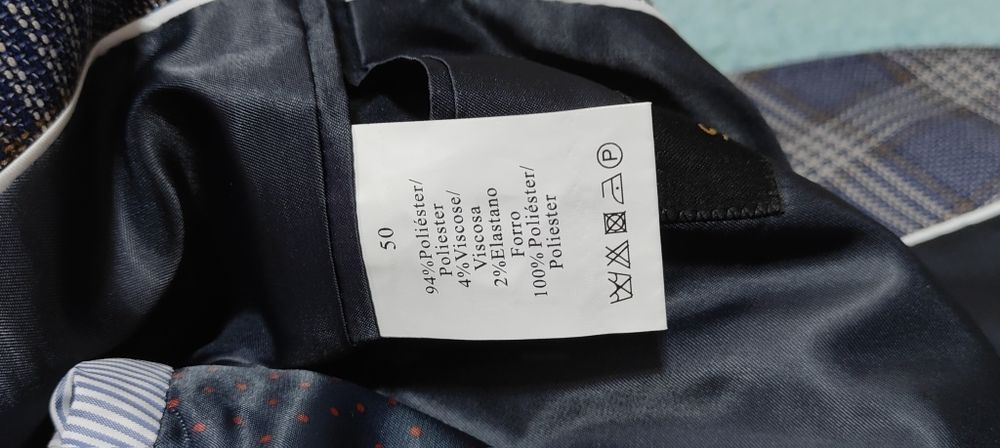 50
94%Poliéster/
Poliester
4%Viscose/
Viscosa
2%Elastano
Forro
100%Poliéster/
Poliester
P